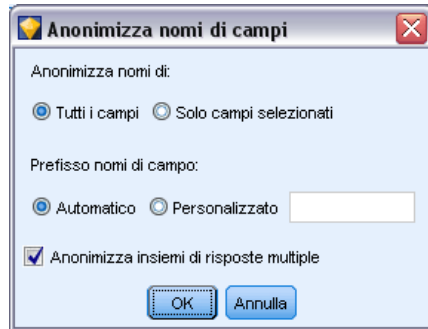 Anonimizza nomi di campi
Anonimizza nomi di:
Tutti i campi Solo campi selezionati
Prefisso nomi di campo:
Automatico Personalizzato
Anonimizza insiemi di risposte multiple
OK Annulla